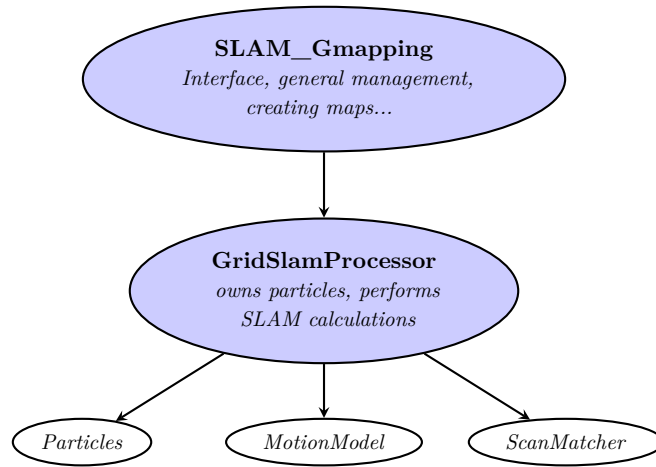 SLAM_Gmapping
Interface, general management,
creating maps...
GridSlamProcessor
owns particles, performs
SLAM calculations
Particles
MotionModel
ScanMatcher